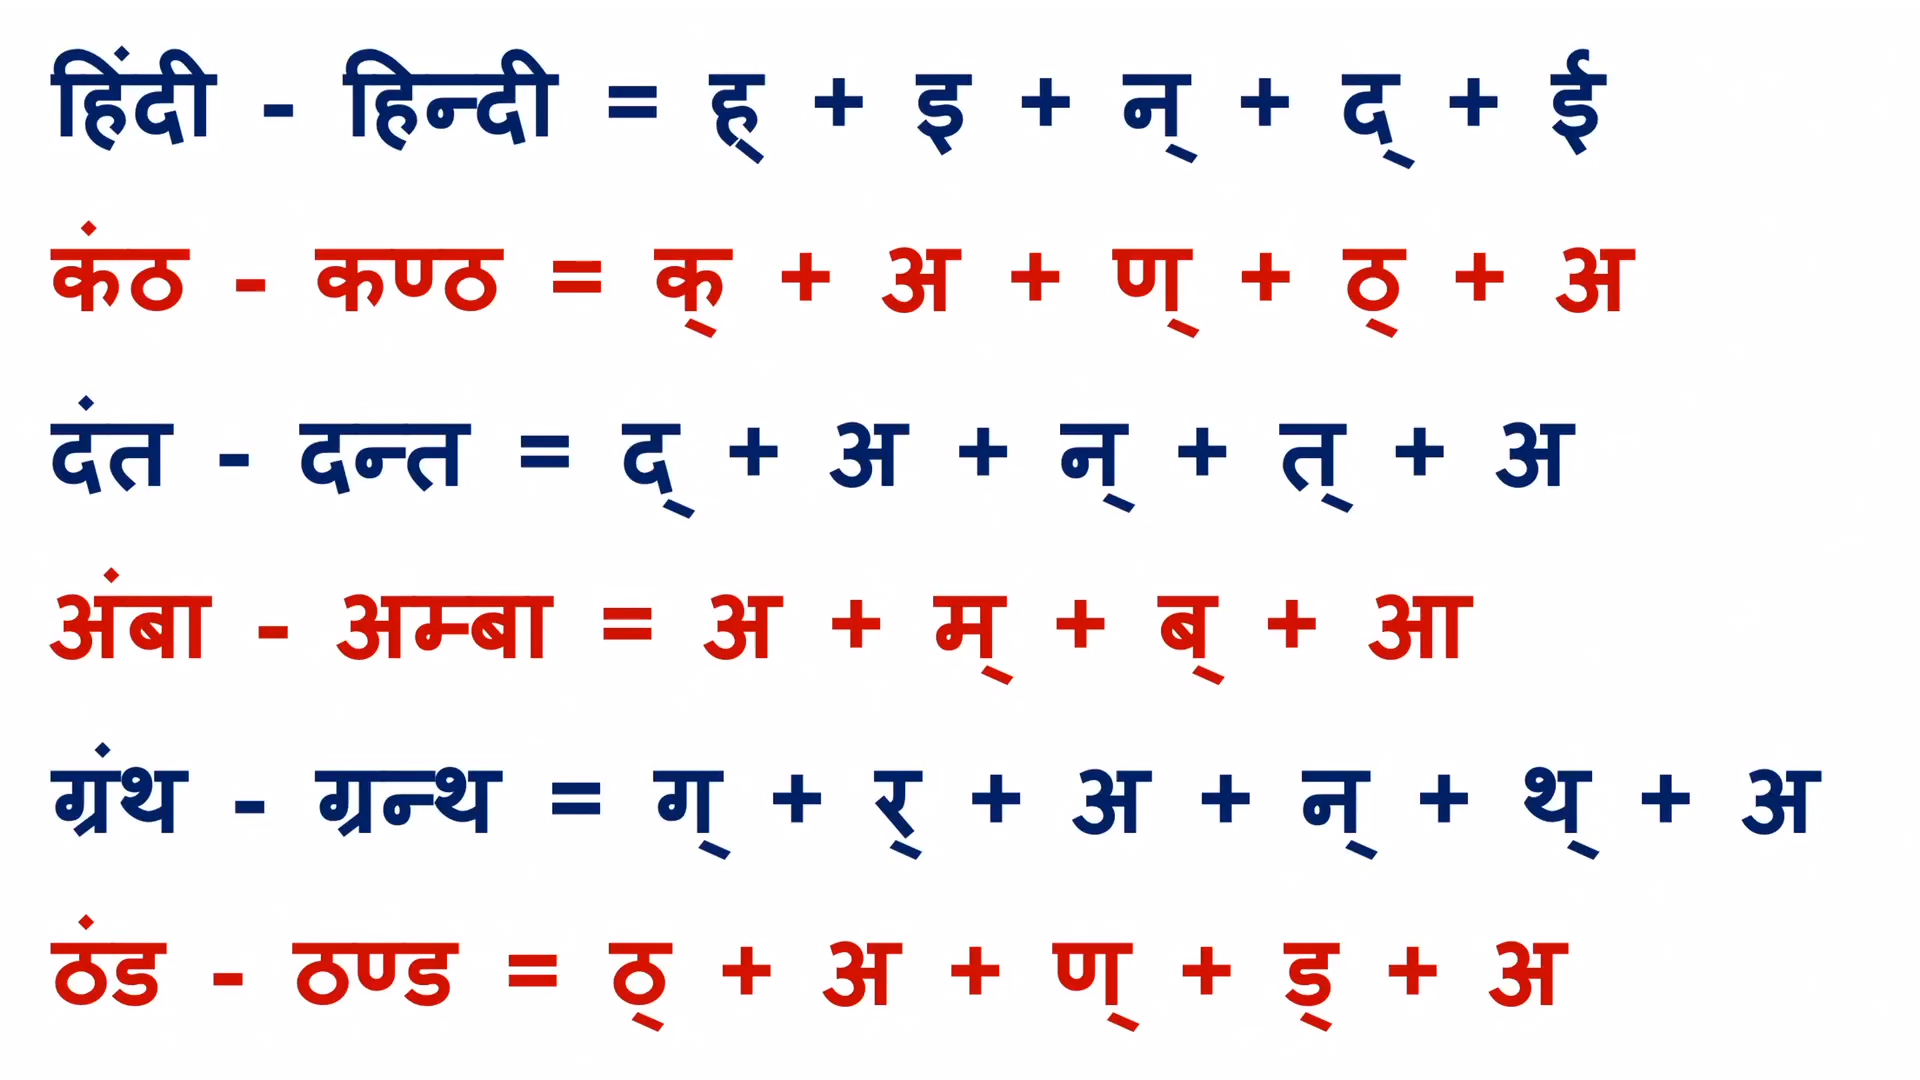 हिंदी - हिन्दी = ह् + इ + न् + द् + ई
कंठ - कण्ठ = क् + अ + ण् + ठ् + अ
दंत - दन्त = द् + अ + न् + त् + अ
अंबा - अम्बा = अ + म् + ब् + आ
ग्रंथ - ग्रन्थ = ग् + र् + अ + न् + थ् + अ
ठंड - ठण्ड = ठ् + अ + ण् + ड् + अ